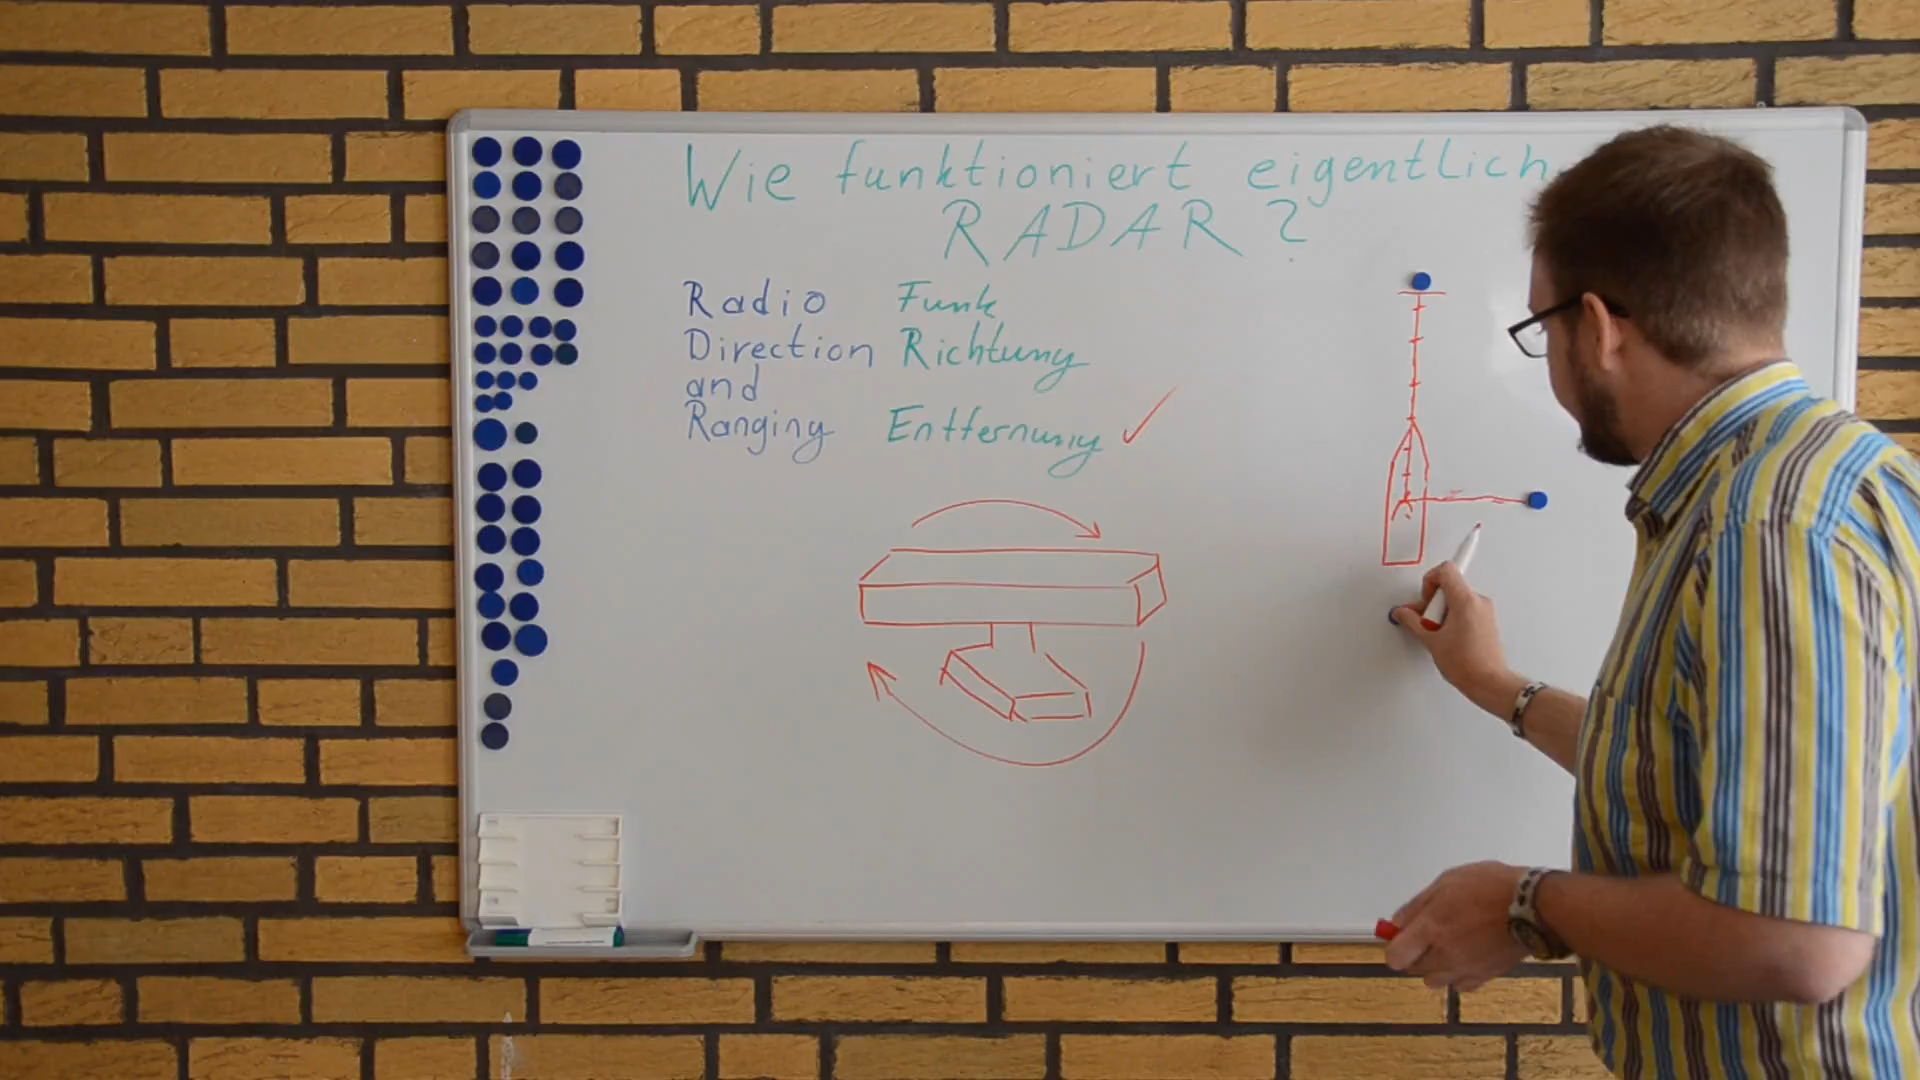 Wie funktioniert eigentlich
RADAR ?
Radio Funk
Direction Richtung
and
Ranging Entfernung